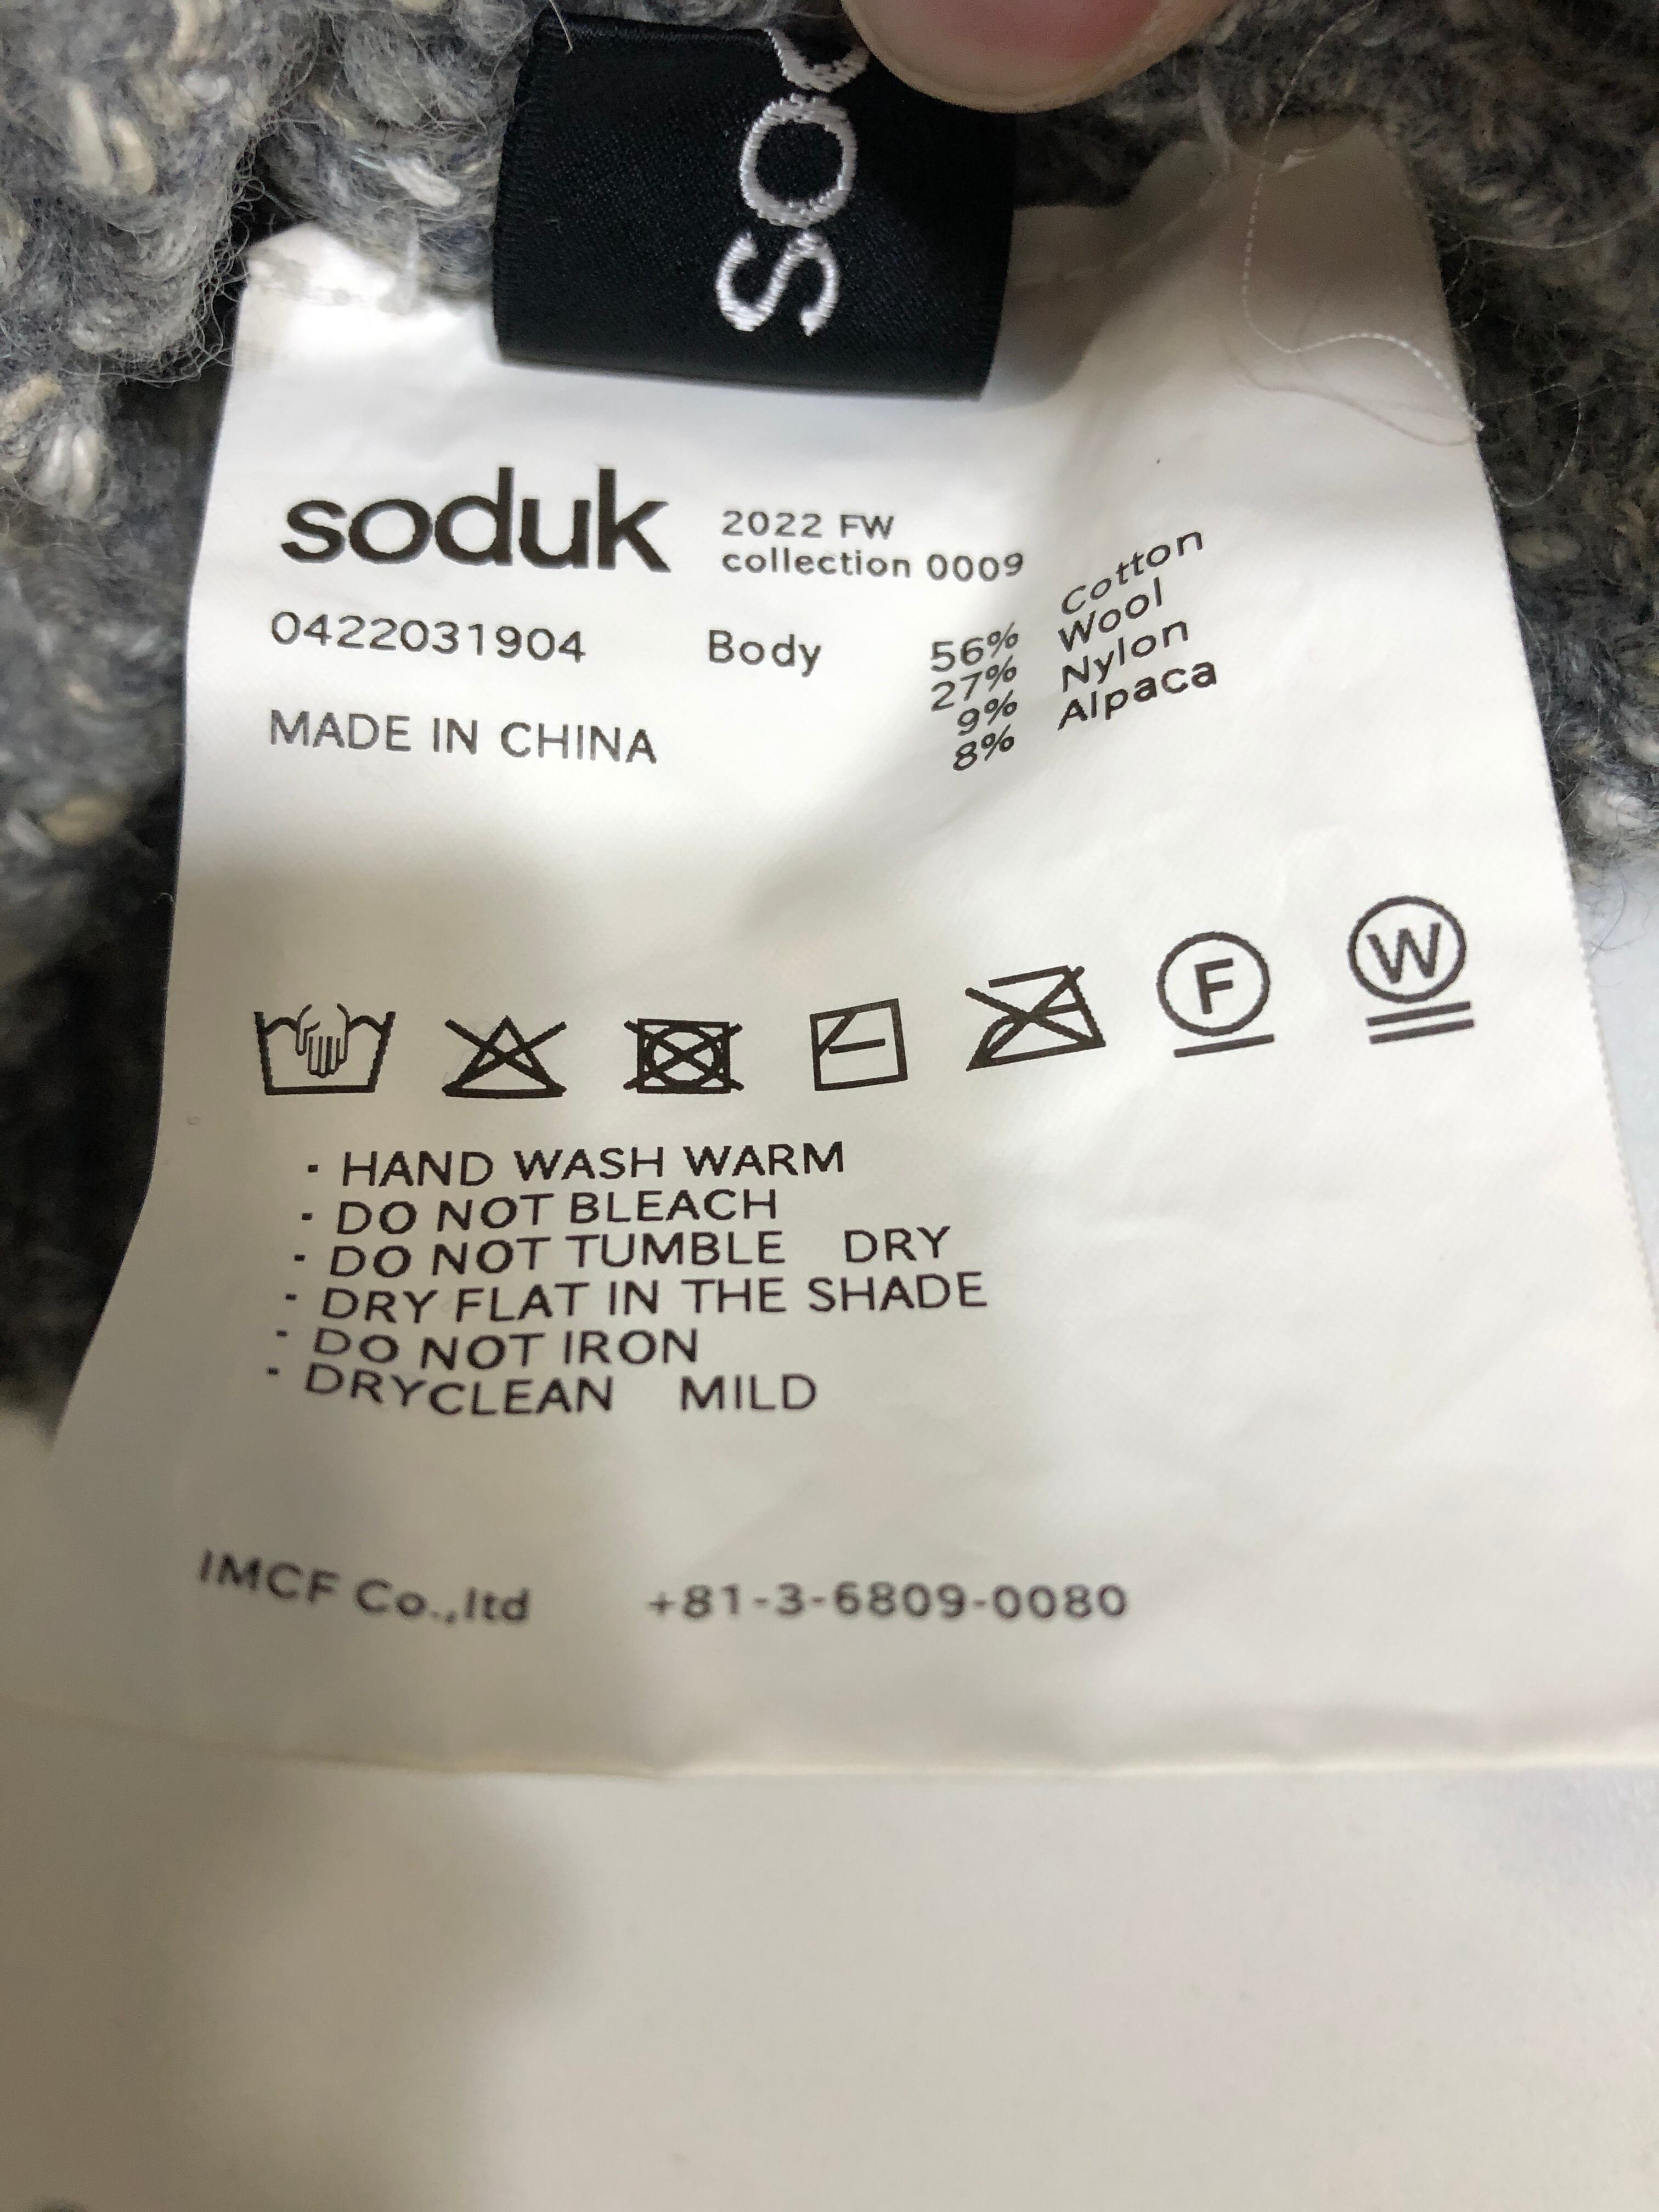 so
soduk
2022 FW
collection 0009
0422031904 Body 56% Cotton
27% Wool
9% Nylon
8% Alpaca
MADE IN CHINA
F W
· HAND WASH WARM
· DO NOT BLEACH
· DO NOT TUMBLE DRY
· DRY FLAT IN THE SHADE
· DO NOT IRON
· DRYCLEAN MILD
IMCF Co.,ltd +81-3-6809-0080